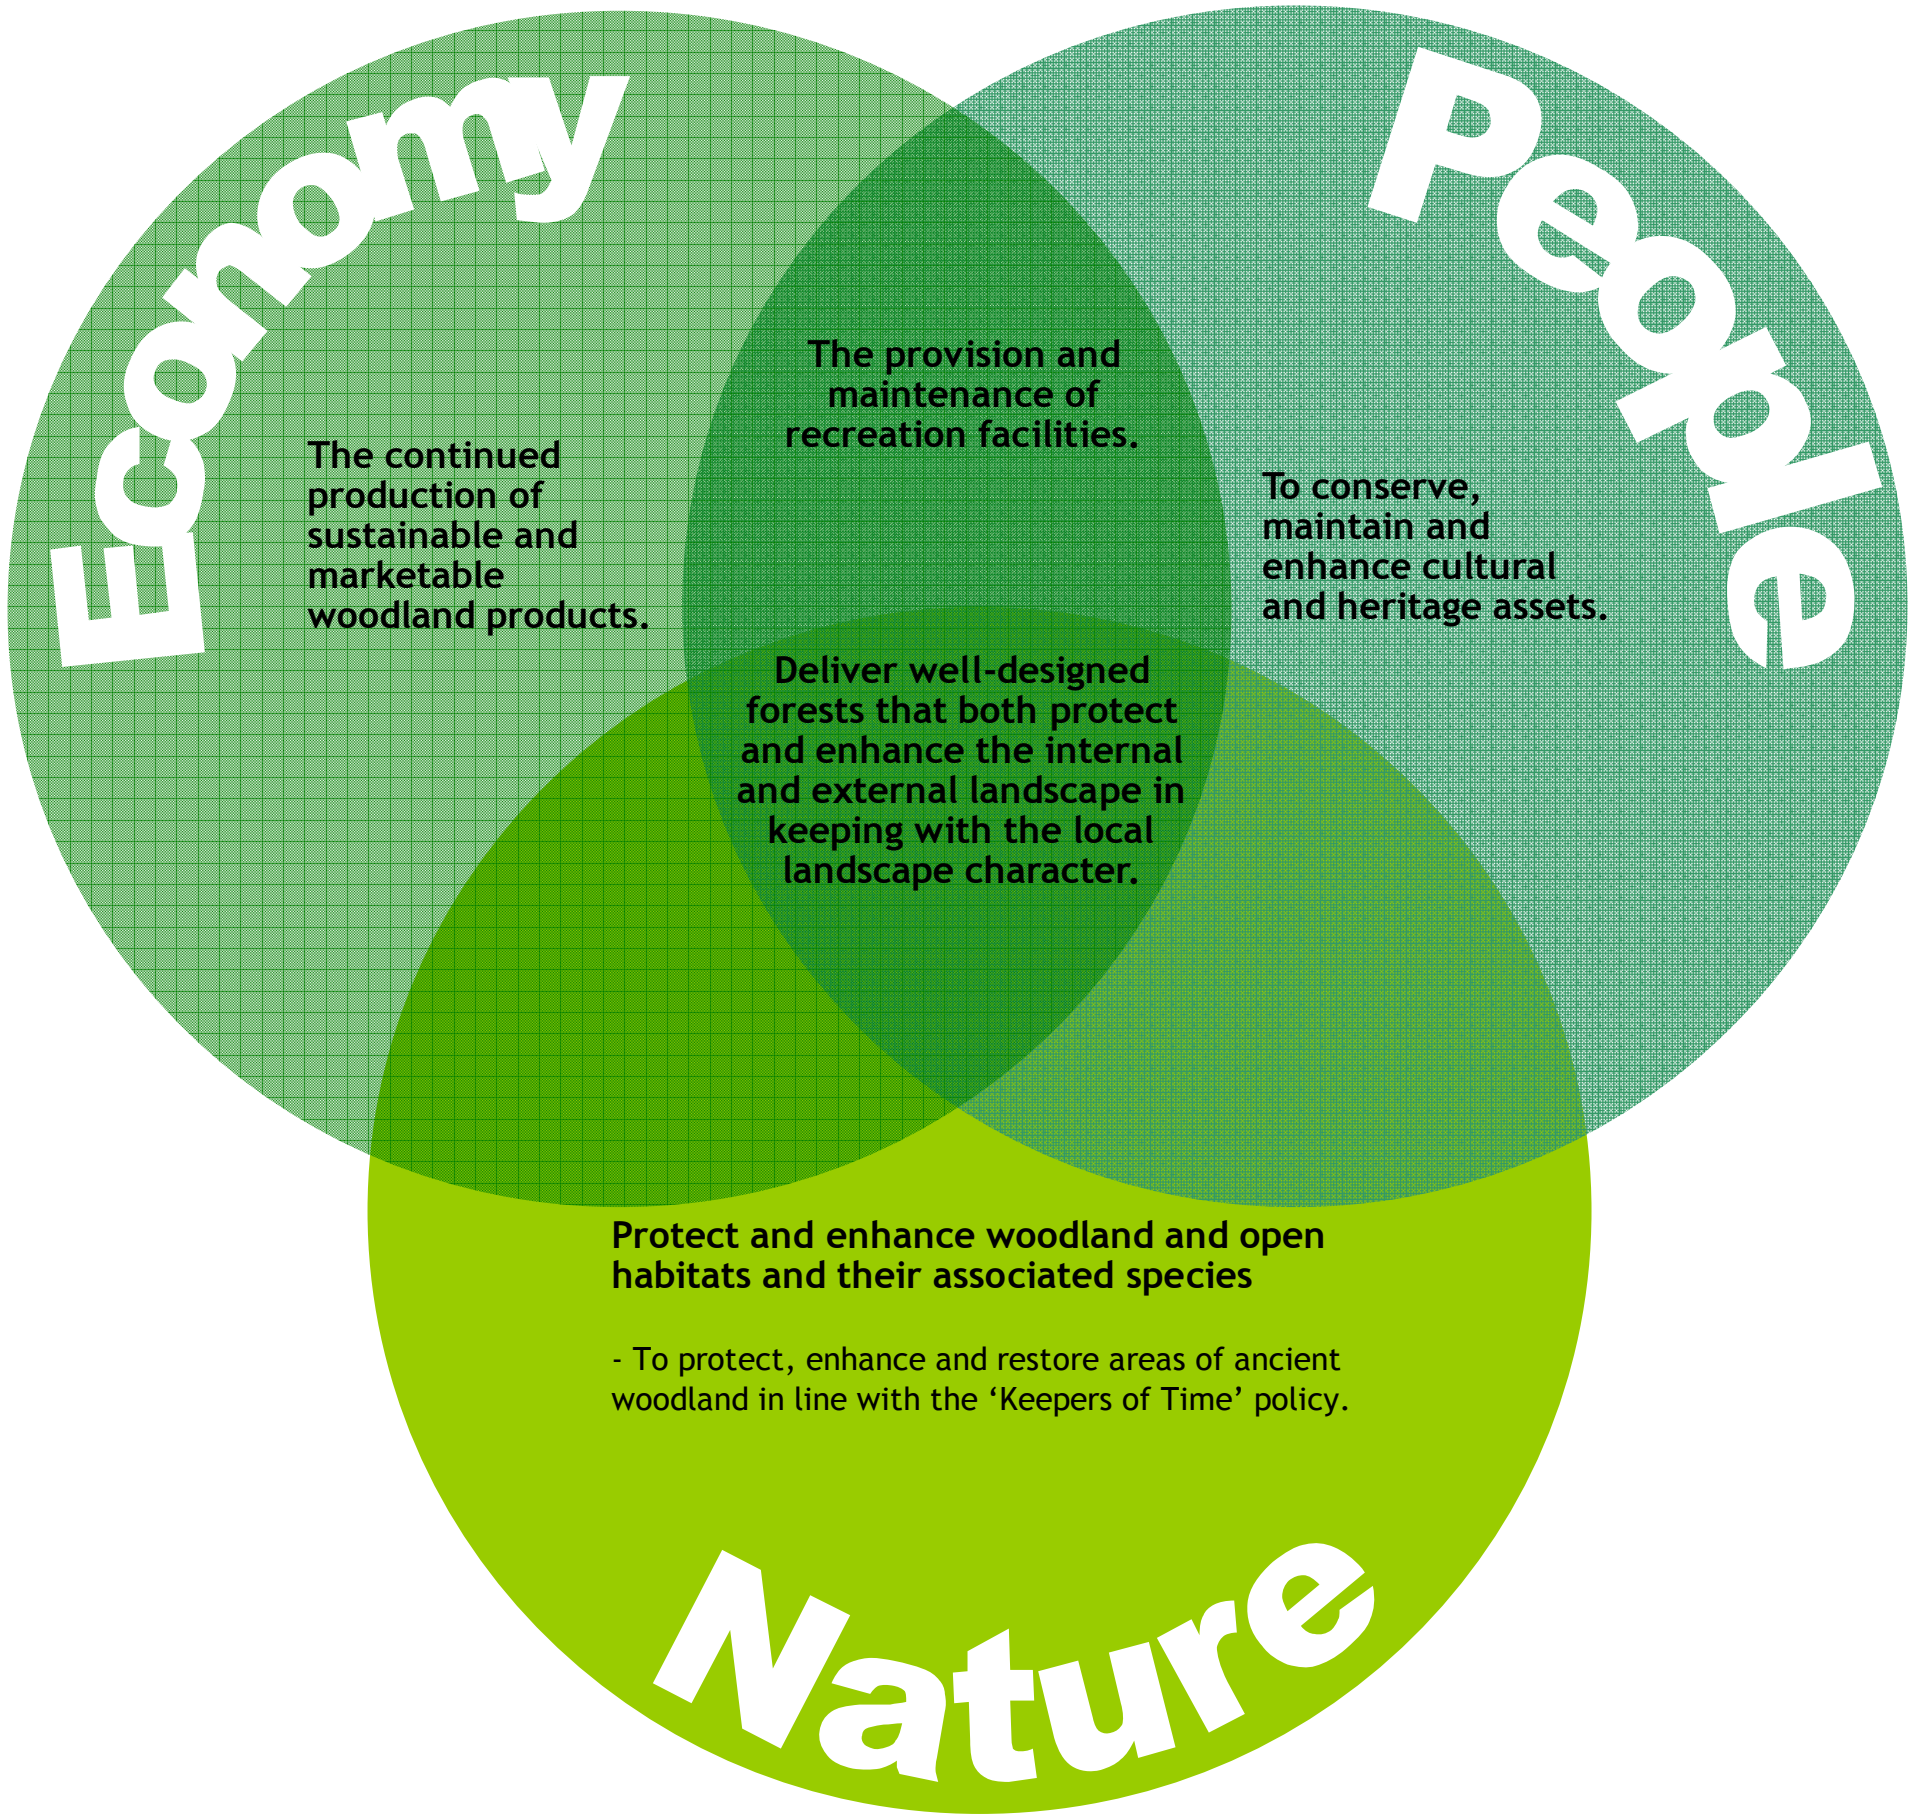 Economy
People
The provision and
maintenance of
recreation facilities.
The continued
production of
sustainable and
marketable
woodland products.
To conserve,
maintain and
enhance cultural
and heritage assets.
Deliver well-designed
forests that both protect
and enhance the internal
and external landscape in
keeping with the local
landscape character.
Protect and enhance woodland and open
habitats and their associated species
- To protect, enhance and restore areas of ancient
woodland in line with the ‘Keepers of Time’ policy.
Nature